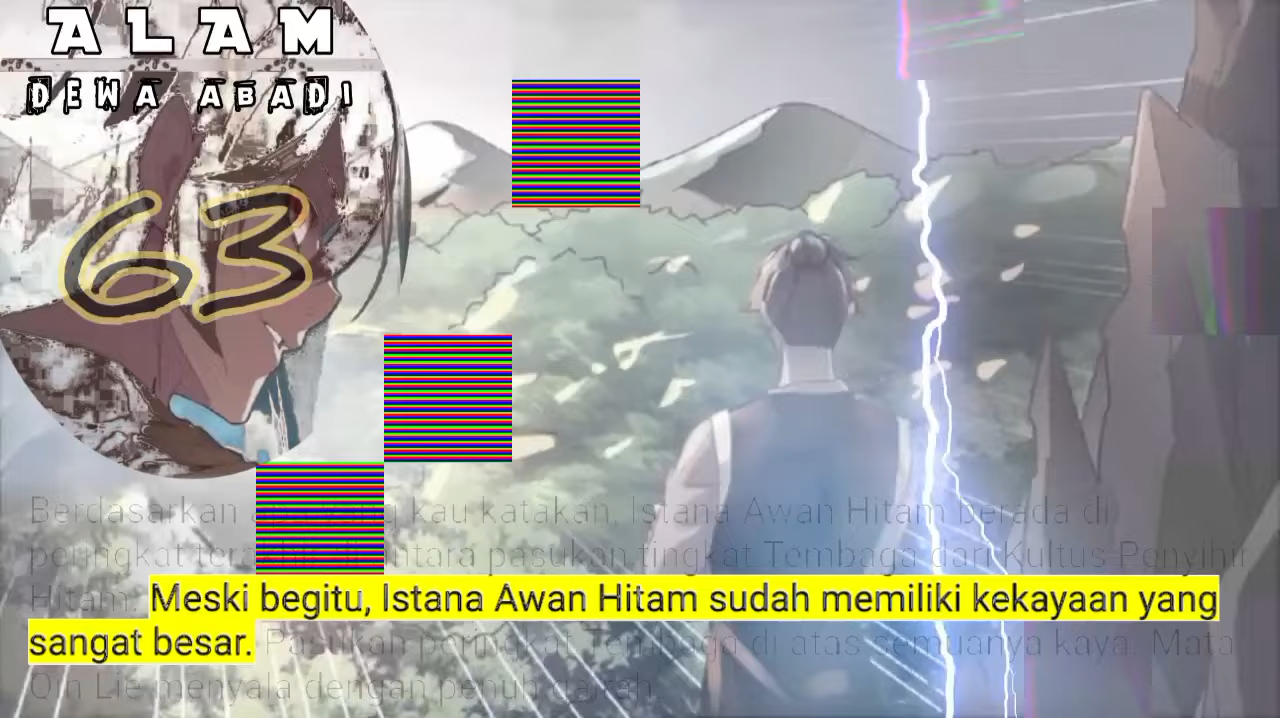 ALAM
DEWA ABADI
63
Berdasarkan apa yang kau katakan, Istana Awan Hitam berada di
peringkat terakhir di antara pasukan tingkat Tembaga dari Kultus Penyihir
Hitam. Meski begitu, Istana Awan Hitam sudah memiliki kekayaan yang
sangat besar. Pasukan peringkat Tembaga di atas semuanya kaya. Mata
Qin Lie menyala dengan penuh gairah.